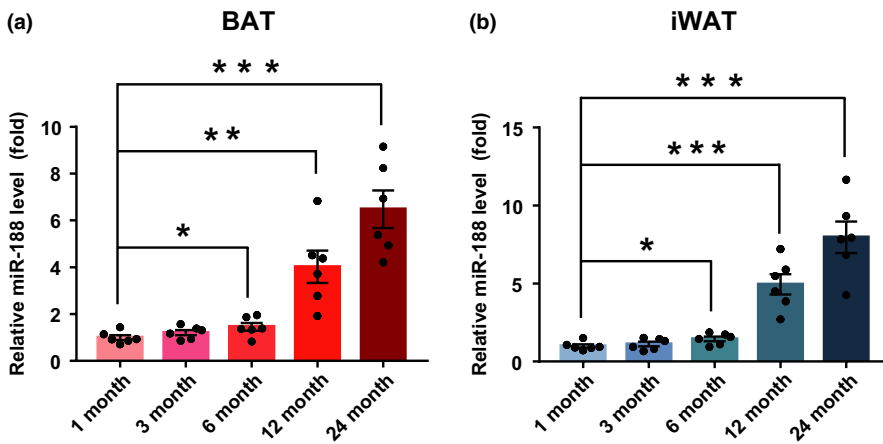 (a)
BAT
Relative miR-188 level (fold)
10
8
6
4
2
0
* * *
* *
*
1 month
3 month
6 month
12 month
24 month
(b)
iWAT
Relative miR-188 level (fold)
15
10
5
0
* * *
* * *
*
1 month
3 month
6 month
12 month
24 month